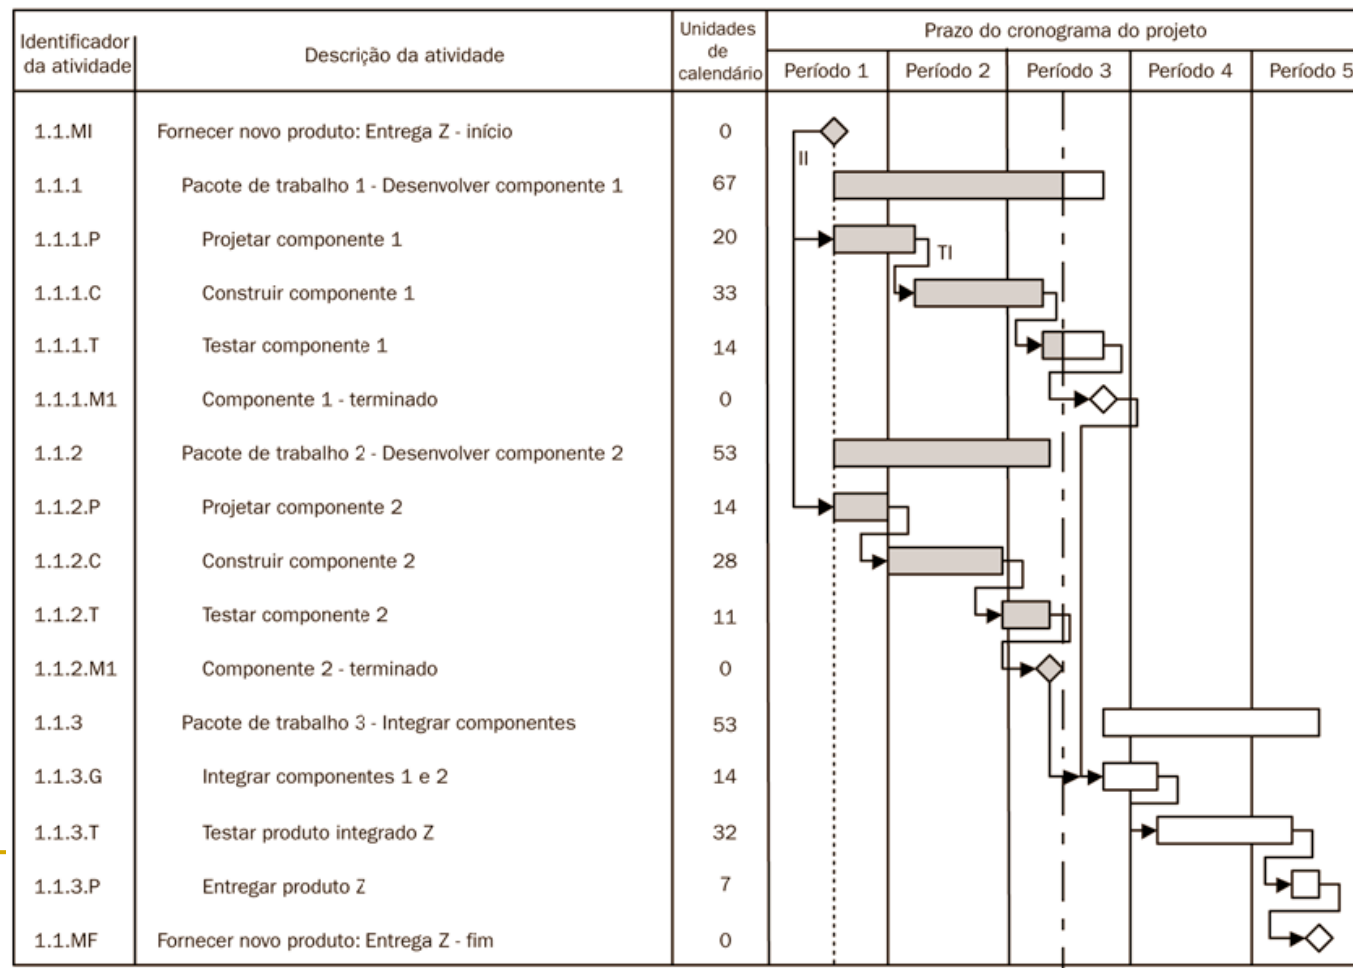 Identificador da atividade
Descrição da atividade
Unidades de calendário
Prazo do cronograma do projeto
Período 1 Período 2 Período 3 Período 4 Período 5
1.1.MI Fornecer novo produto: Entrega Z - início 0
II
1.1.1 Pacote de trabalho 1 - Desenvolver componente 1 67
1.1.1.P Projetar componente 1 20
TI
1.1.1.C Construir componente 1 33
1.1.1.T Testar componente 1 14
1.1.1.M1 Componente 1 - terminado 0
1.1.2 Pacote de trabalho 2 - Desenvolver componente 2 53
1.1.2.P Projetar componente 2 14
1.1.2.C Construir componente 2 28
1.1.2.T Testar componente 2 11
1.1.2.M1 Componente 2 - terminado 0
1.1.3 Pacote de trabalho 3 - Integrar componentes 53
1.1.3.G Integrar componentes 1 e 2 14
1.1.3.T Testar produto integrado Z 32
1.1.3.P Entregar produto Z 7
1.1.MF Fornecer novo produto: Entrega Z - fim 0